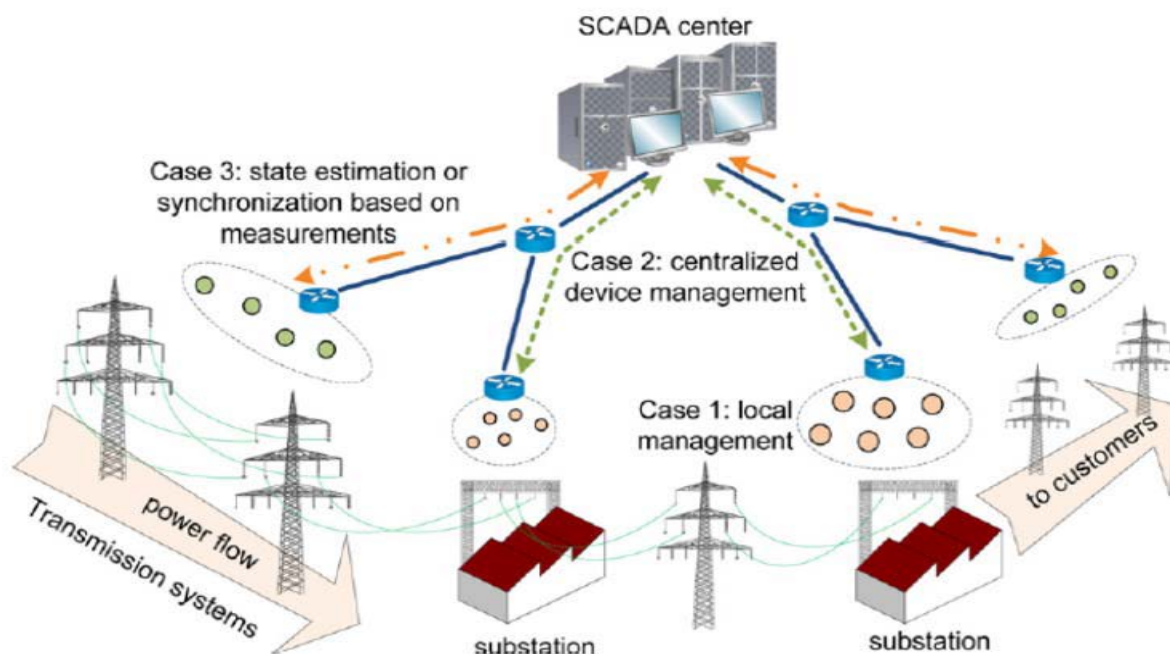 SCADA center
Case 3: state estimation or
synchronization based on
measurements
Case 2: centralized
device management
Case 1: local
management
power flow
Transmission systems
to customers
substation
substation